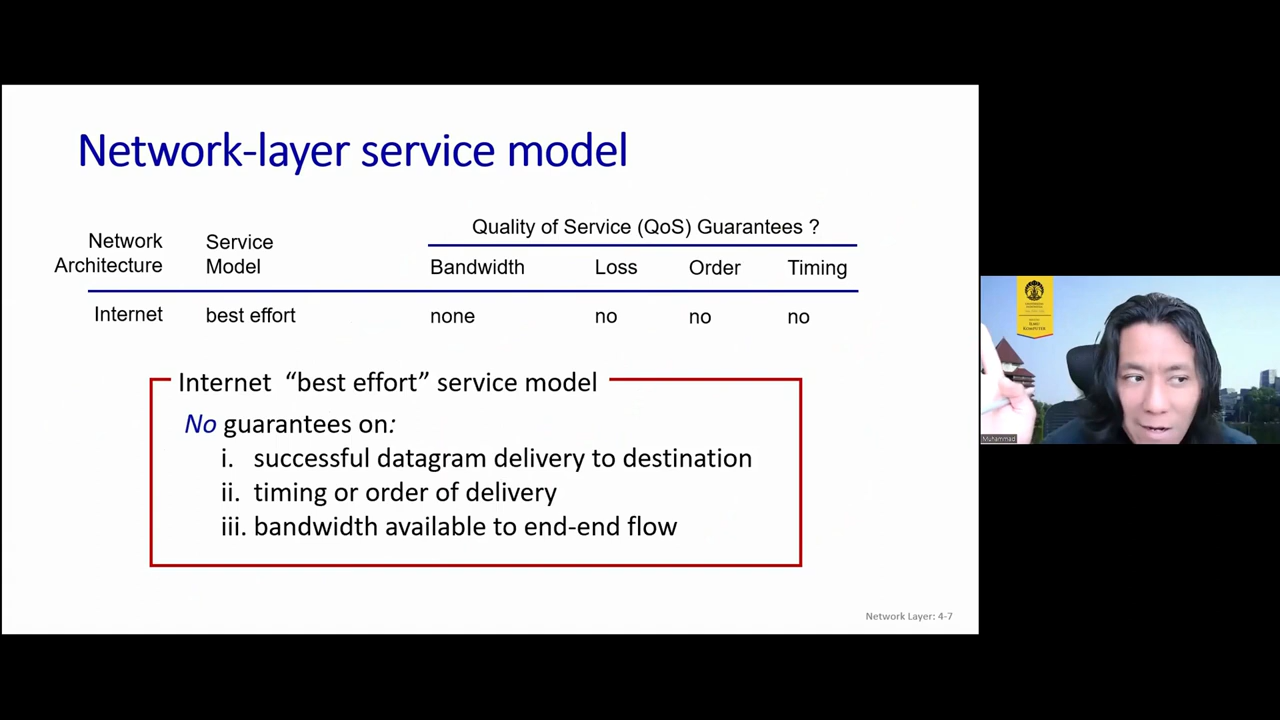 Network-layer service model
Quality of Service (QoS) Guarantees ?
Network
Architecture
Service
Model
Bandwidth
Loss
Order
Timing
Internet
best effort
none
no
no
no
Internet “best effort” service model
No guarantees on:
i. successful datagram delivery to destination
ii. timing or order of delivery
iii. bandwidth available to end-end flow
Network Layer: 4-7
Muhammad